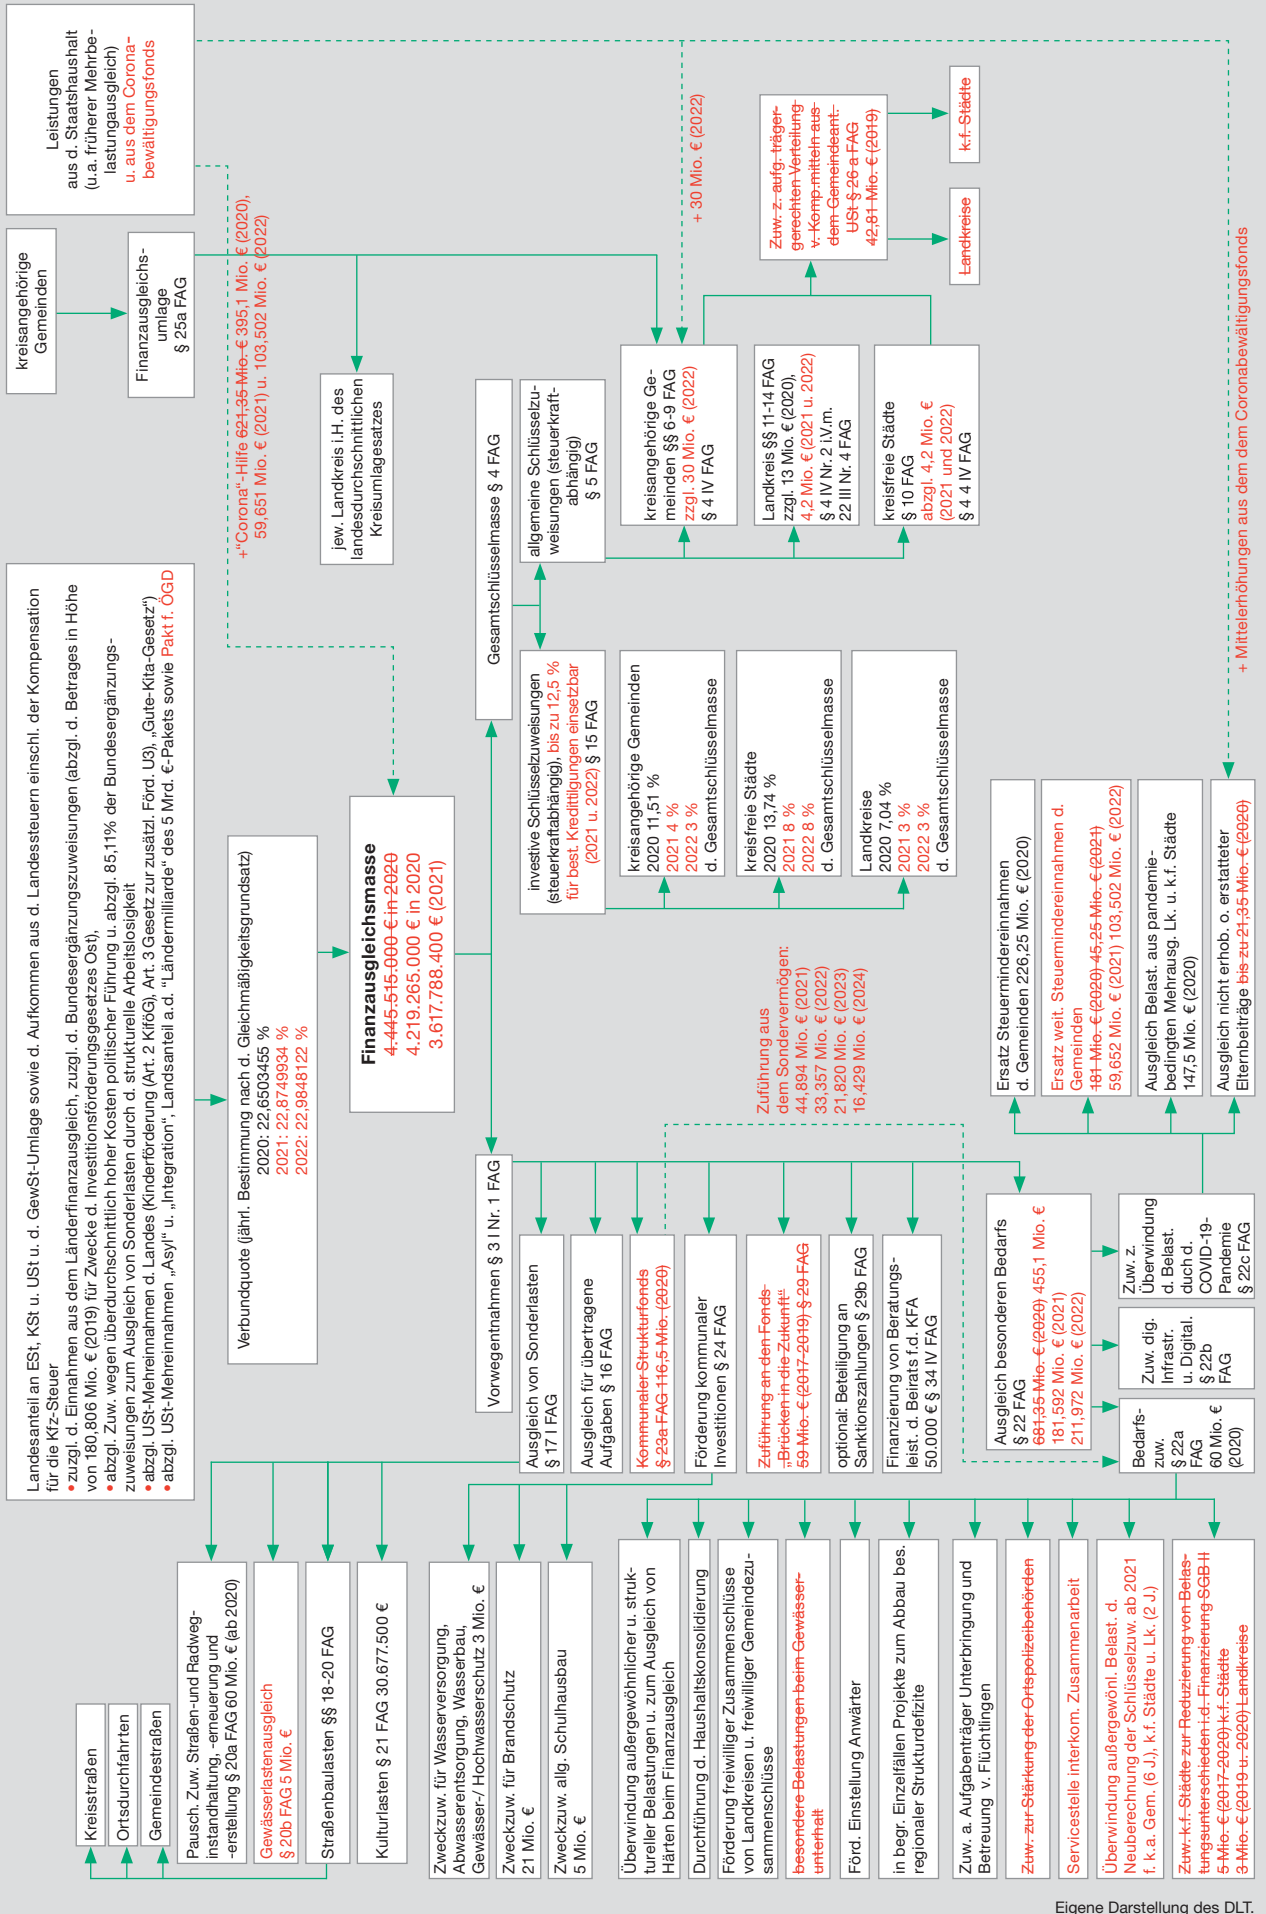 Landesanteil an ESt, KSt u. USt u. d. GewSt-Umlage sowie d. Aufkommen aus d. Landessteuern einschl. der Kompensation
für die Kfz-Steuer
• zuzgl. d. Einnahmen aus dem Länderfinanzausgleich, zuzgl. d. Bundesergänzungszuweisungen (abzgl. d. Betrages in Höhe
von 180,806 Mio. € (2019) für Zwecke d. Investitionsförderungsgesetzes Ost),
• abzgl. Zuw. wegen überdurchschnittlich hoher Kosten politischer Führung u. abzgl. 85,11% der Bundesergänzungs-
zuweisungen zum Ausgleich von Sonderlasten durch d. strukturelle Arbeitslosigkeit
• abzgl. USt-Mehreinnahmen d. Landes (Kinderförderung (Art. 2 KiföG), Art. 3 Gesetz zur zusätzl. Förd. U3), „Gute-Kita-Gesetz")
• abzgl. USt-Mehreinnahmen „Asyl" u. „Integration", Landsanteil a.d. "Ländermilliarde" des 5 Mrd. €-Pakets sowie Pakt f. ÖGD
kreisangehörige
Gemeinden
Finanzausgleichs-
umlage
§ 25a FAG
Leistungen
aus d. Staatshaushalt
(u.a. früher Mehrbe-
lastungausgleich)
u. aus dem Corona-
bewältigungsfonds
Verbundquote (jährl. Bestimmung nach d. Gleichmäßigkeitsgrundsatz)
2020: 22,6503455 %
2021: 22,8749934 %
2022: 22,9848122 %
+"Corona"-Hilfe 621,35 Mio. € 395,1 Mio. € (2020),
59,651 Mio. € (2021) u. 103,502 Mio. € (2022)
jew. Landkreis i.H. des
landesdurchschnittlichen
Kreisumlagesatzes
Finanzausgleichsmasse
4.445.515.000 € in 2020
4.219.265.000 € in 2020
3.617.788.400 € (2021)
Vorwegentnahmen § 3 I Nr. 1 FAG
Gesamtschlüsselmasse § 4 FAG
investive Schlüsselzuweisungen
(steuerkraftabhängig), bis zu 12,5 %
für best. Kredittilgungen einsetzbar
(2021 u. 2022) § 15 FAG
allgemeine Schlüsselzu-
weisungen (steuerkraft-
abhängig)
§ 5 FAG
kreisangehörige Gemeinden
2020 11,51 %
2021 4 %
2022 3 %
d. Gesamtschlüsselmasse
kreisfreie Städte
2020 13,74 %
2021 8 %
2022 8 %
d. Gesamtschlüsselmasse
Landkreise
2020 7,04 %
2021 3 %
2022 3 %
d. Gesamtschlüsselmasse
kreisangehörige Ge-
meinden §§ 6-9 FAG
zzgl. 30 Mio. € (2022)
§ 4 IV FAG
Landkreis §§ 11-14 FAG
zzgl. 13 Mio. € (2020),
4,2 Mio. € (2021 u. 2022)
§ 4 IV Nr. 2 i.V.m.
22 III Nr. 4 FAG
kreisfreie Städte
§ 10 FAG
abzgl. 4,2 Mio. €
(2021 und 2022)
§ 4 4 IV FAG
+ 30 Mio. € (2022)
Zuw. z. aufg. träger-
gerechten Verteilung
v. Komp.mitteln aus
dem Gemeindeant.
USt § 26 a FAG
42,81 Mio. € (2019)
Landkreise
k.f. Städte
Ausgleich von Sonderlasten
§ 17 I FAG
Ausgleich für übertragene
Aufgaben § 16 FAG
Kommunaler Strukturfonds
§ 23a FAG 116,5 Mio. (2020)
Förderung kommunaler
Investitionen § 24 FAG
Zuführung an den Fonds
„Brücken in die Zukunft"
59 Mio. € (2017-2019) § 29 FAG
optional: Beteiligung an
Sanktionszahlungen § 29b FAG
Finanzierung von Beratungs-
leist. d. Beirats f.d. KFA
50.000 € § 34 IV FAG
Zuführung aus
dem Sondervermögen:
44,894 Mio. € (2021)
33,357 Mio. € (2022)
21,820 Mio. € (2023)
16,429 Mio. € (2024)
Ausgleich besonderen Bedarfs
§ 22 FAG
681,35 Mio. € (2020) 455,1 Mio. €
181,592 Mio. € (2021)
211,972 Mio. € (2022)
Bedarfs-
zuw.
§ 22a
FAG
60 Mio. €
(2020)
Zuw. dig.
Infrastr.
u. Digital.
§ 22b
FAG
Zuw. z.
Überwindung
d. Belast.
duch d.
COVID-19-
Pandemie
§ 22c FAG
Ersatz Steuermindereinnahmen
d. Gemeinden 226,25 Mio. € (2020)
Ersatz weit. Steuermindereinnahmen d.
Gemeinden
181 Mio. € (2020) 45,25 Mio. € (2021)
59,652 Mio. € (2021) 103,502 Mio. € (2022)
Ausgleich Belast. aus pandemie-
bedingten Mehrausg. Lk. u. k.f. Städte
147,5 Mio. € (2020)
Ausgleich nicht erhob. o. erstatteter
Elternbeiträge bis zu 21,35 Mio. € (2020)
+ Mittelerhöhungen aus dem dem Coronabewältigungsfonds
Kreisstraßen
Ortsdurchfahrten
Gemeindestraßen
Pausch. Zuw. Straßen-und Radweg-
instandhaltung, -erneuerung und
-erstellung § 20a FAG 60 Mio. € (ab 2020)
Gewässerlastenausgleich
§ 20b FAG 5 Mio. €
Straßenbaulasten §§ 18-20 FAG
Kulturlasten § 21 FAG 30.677.500 €
Zweckzuw. für Wasserversorgung,
Abwasserentsorgung, Wasserbau,
Gewässer-/ Hochwasserschutz 3 Mio. €
Zweckzuw. für Brandschutz
21 Mio. €
Zweckzuw. allg. Schulhausbau
5 Mio. €
Überwindung außergewöhnlicher u. struk-
tureller Belastungen u. zum Ausgleich von
Härten beim Finanzausgleich
Durchführung d. Haushaltskonsolidierung
Förderung freiwilliger Zusammenschlüsse
von Landkreisen u. freiwilliger Gemeindezu-
sammenschlüsse
besondere Belastungen beim Gewässer-
unterhalt
Förd. Einstellung Anwärter
in begr. Einzelfällen Projekte zum Abbau bes.
regionaler Strukturdefizite
Zuw. a. Aufgabenträger Unterbringung und
Betreuung v. Flüchtlingen
Zuw. zur Stärkung der Ortspolizeibehörden
Servicestelle interkom. Zusammenarbeit
Überwindung außergewönl. Belast. d.
Neuberechnung der Schlüsselzuw. ab 2021
f. k.a. Gem. (6 J.), k.f. Städte u. Lk. (2 J.)
Zuw. k.f. Städte zur Reduzierung von Belas-
tungsunterschieden i.d. Finanzierung SGB II
5 Mio. € (2017-2020) k.f. Städte
3 Mio. € (2019 u. 2020) Landkreise
Eigene Darstellung des DLT.